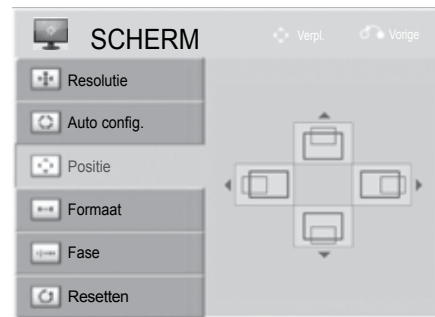 SCHERM
Verpl. Vorige
Resolutie
Auto config.
Positie
Formaat
Fase
Resetten